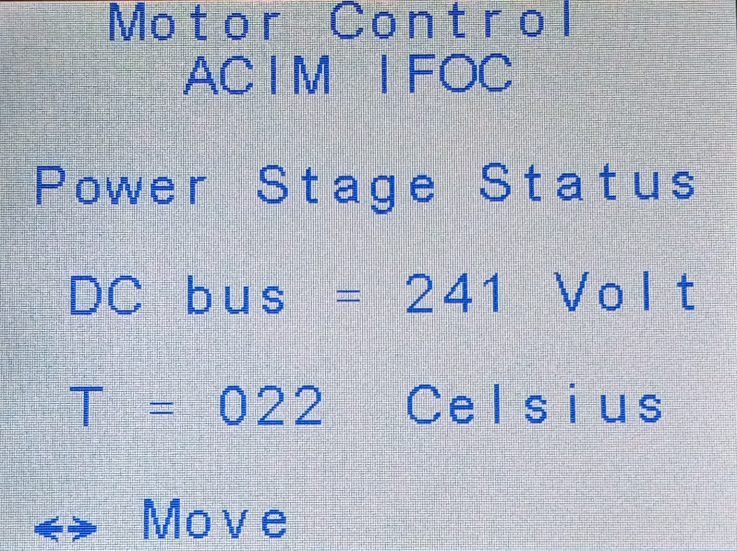 Motor Control
ACIM IFOC
Power Stage Status
DC bus = 241 Volt
T = 022 Celsius
↔ Move